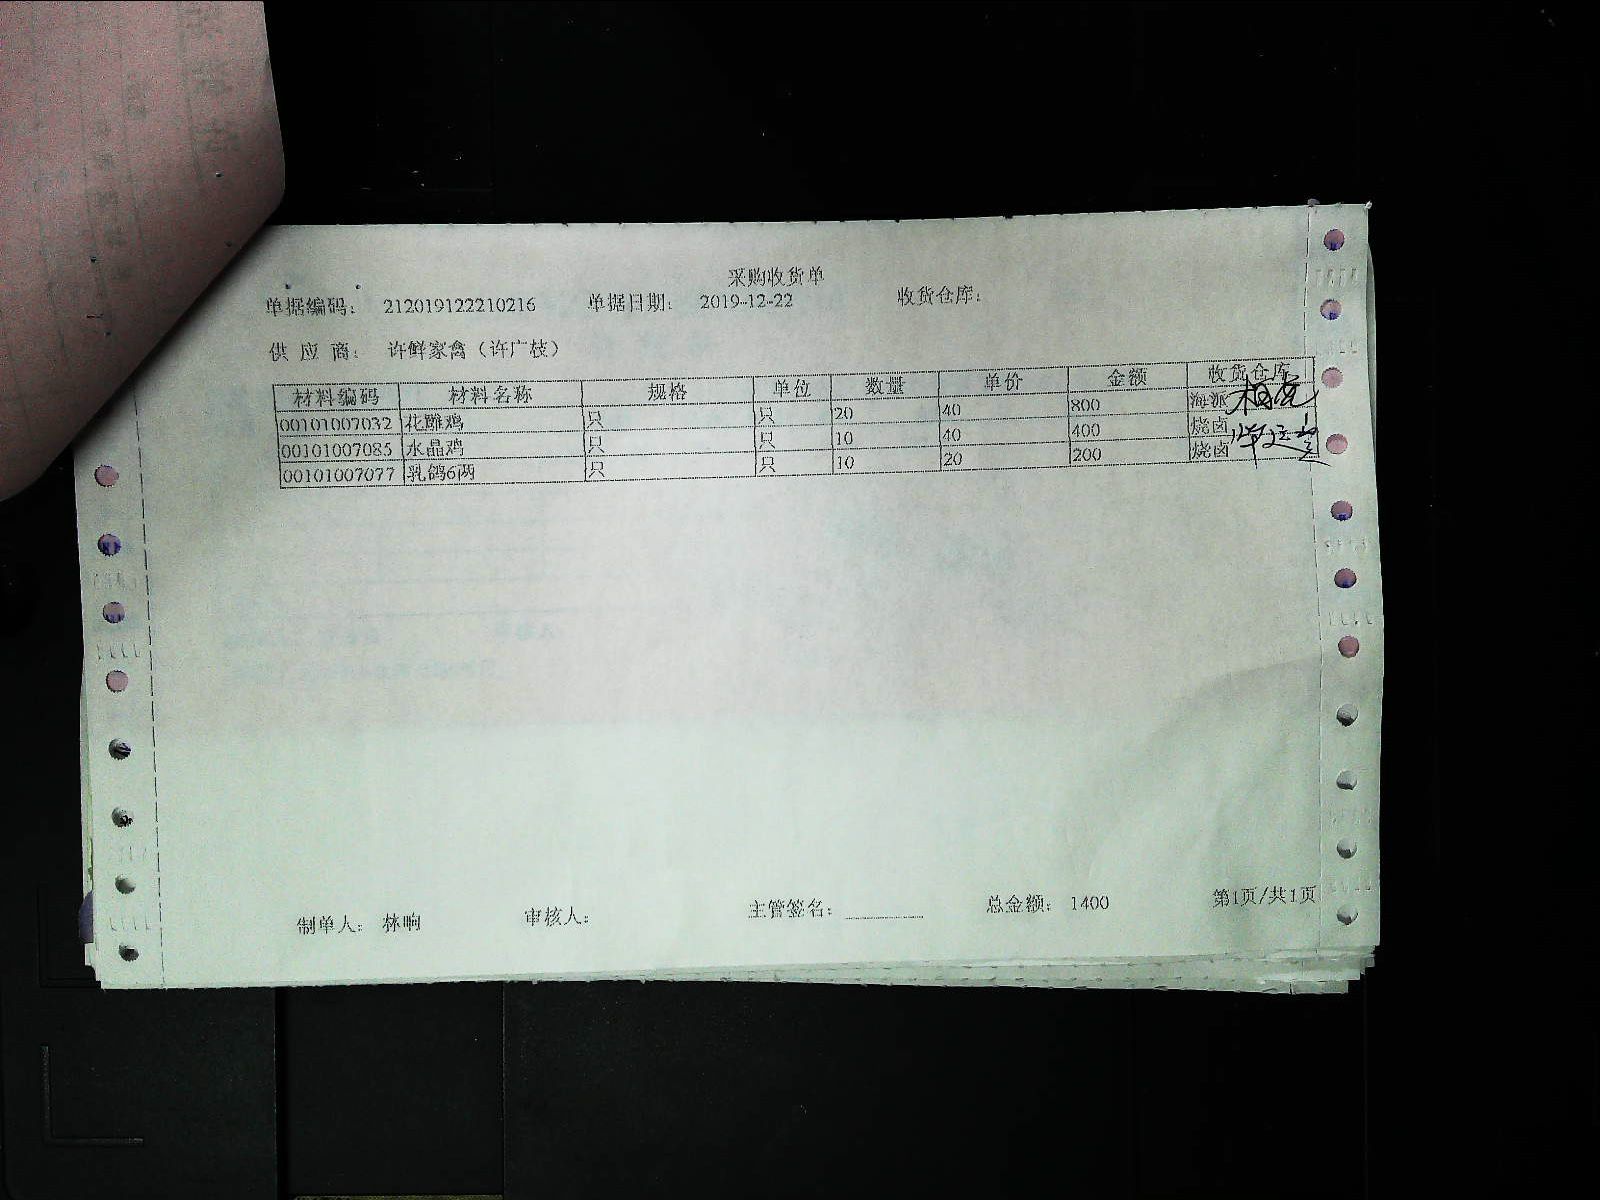 采购收货单
单据编码: 212019122210216 单据日期: 2019-12-22 收货仓库:
供应商: 许鲜家禽(许广枝)
材料编码 材料名称 规格 单位 数量 单价 金额 收货仓库
00101007032 花雕鸡 只 只 20 40 800 海派
00101007085 水晶鸡 只 只 10 40 400 烧卤
00101007077 乳鸽6两 只 只 10 20 200 烧卤
制单人: 林响 审核人: 主管签名: 总金额: 1400 第1页/共1页